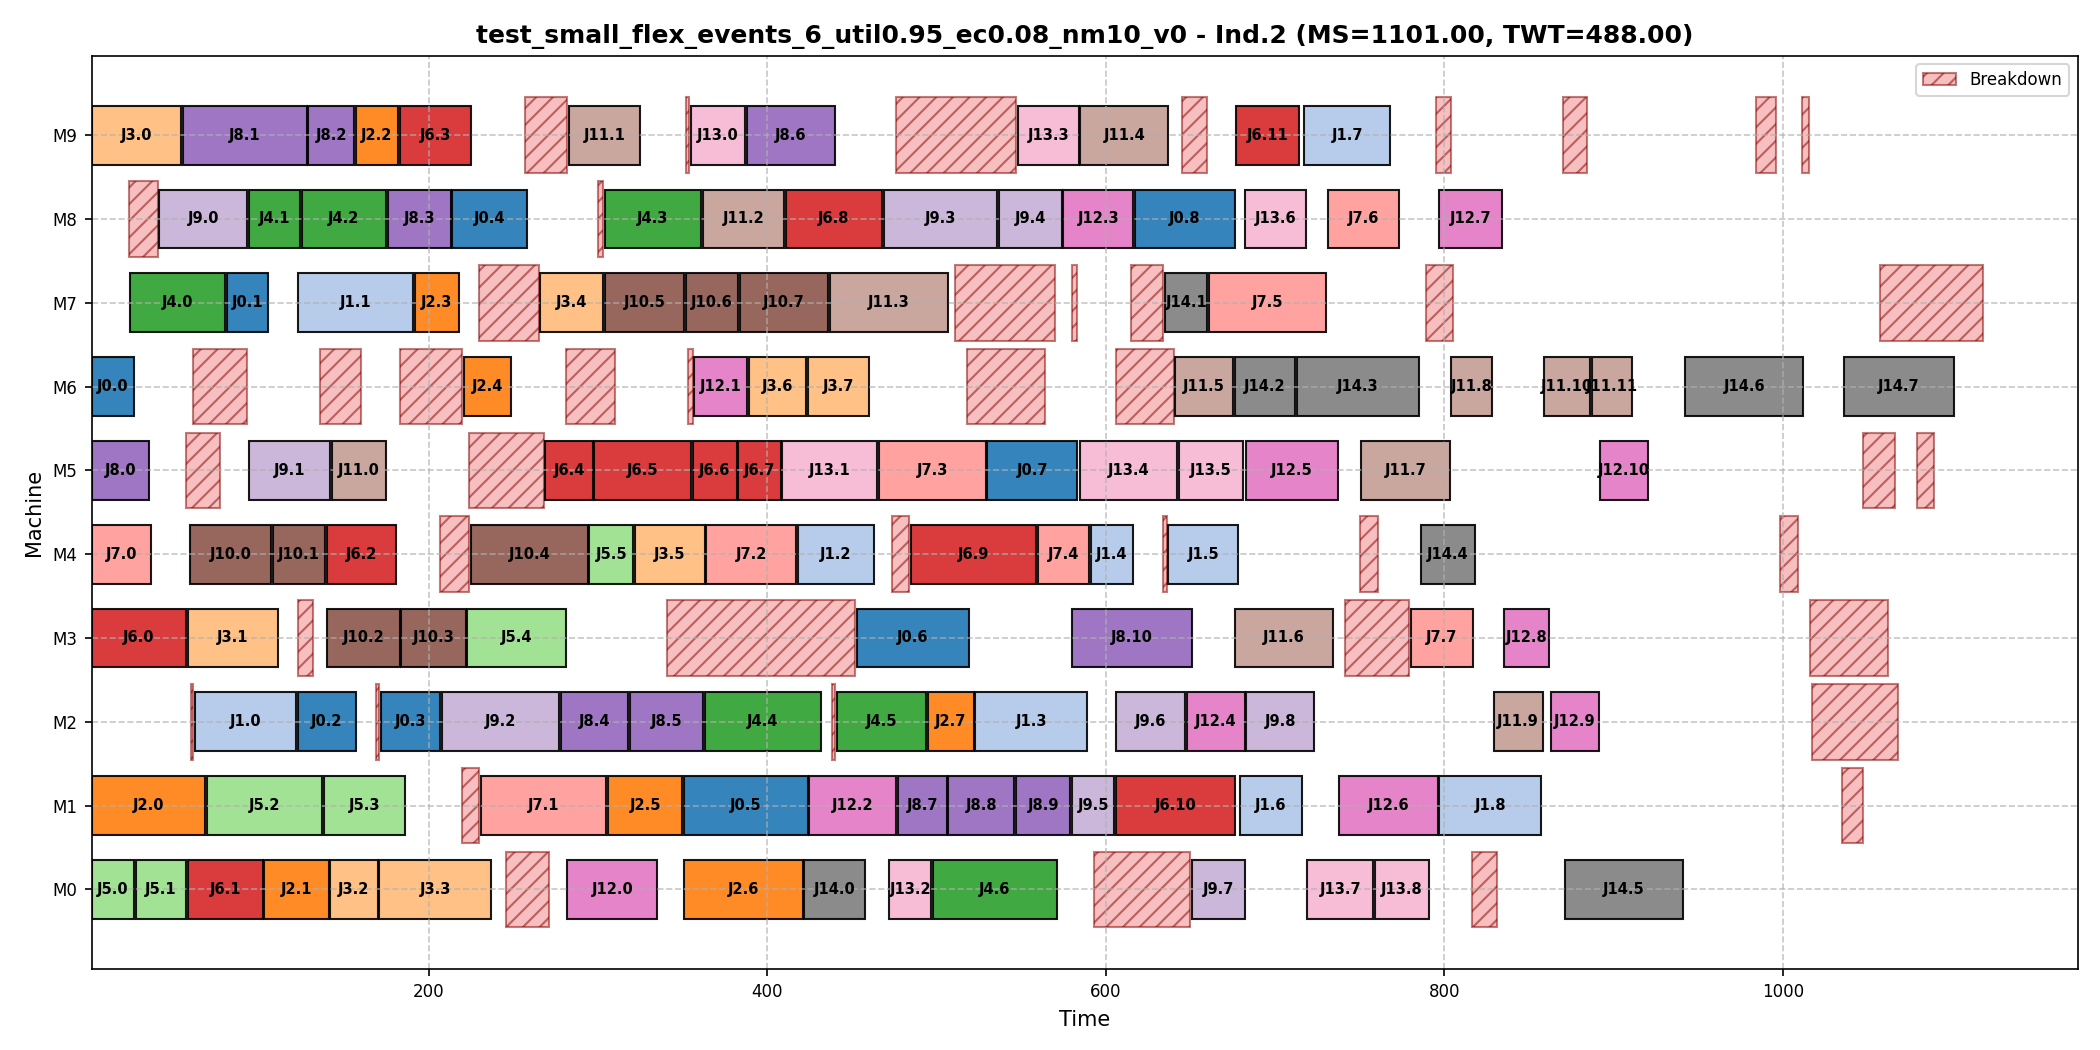 test_small_flex_events_6_util0.95_ec0.08_nm10_v0 - Ind.2 (MS=1101.00, TWT=488.00)
Breakdown
M9 J3.0 J8.1 J8.2 J2.2 J6.3 J11.1 J13.0 J8.6 J13.3 J11.4 J6.11 J1.7
M8 J9.0 J4.1 J4.2 J8.3 J0.4 J4.3 J11.2 J6.8 J9.3 J9.4 J12.3 J0.8 J13.6 J7.6 J12.7
M7 J4.0 J0.1 J1.1 J2.3 J3.4 J10.5 J10.6 J10.7 J11.3 J14.1 J7.5
M6 J0.0 J2.4 J12.1 J3.6 J3.7 J11.5 J14.2 J14.3 J11.8 J11.10 J11.11 J14.6 J14.7
M5 J8.0 J9.1 J11.0 J6.4 J6.5 J6.6 J6.7 J13.1 J7.3 J0.7 J13.4 J13.5 J12.5 J11.7 J12.10
M4 J7.0 J10.0 J10.1 J6.2 J10.4 J5.5 J3.5 J7.2 J1.2 J6.9 J7.4 J1.4 J1.5 J14.4
M3 J6.0 J3.1 J10.2 J10.3 J5.4 J0.6 J8.10 J11.6 J7.7 J12.8
M2 J1.0 J0.2 J0.3 J9.2 J8.4 J8.5 J4.4 J4.5 J2.7 J1.3 J9.6 J12.4 J9.8 J11.9 J12.9
M1 J2.0 J5.2 J5.3 J7.1 J2.5 J0.5 J12.2 J8.7 J8.8 J8.9 J9.5 J6.10 J1.6 J12.6 J1.8
M0 J5.0 J5.1 J6.1 J2.1 J3.2 J3.3 J12.0 J2.6 J14.0 J13.2 J4.6 J9.7 J13.7 J13.8 J14.5
Machine
200 400 600 800 1000
Time